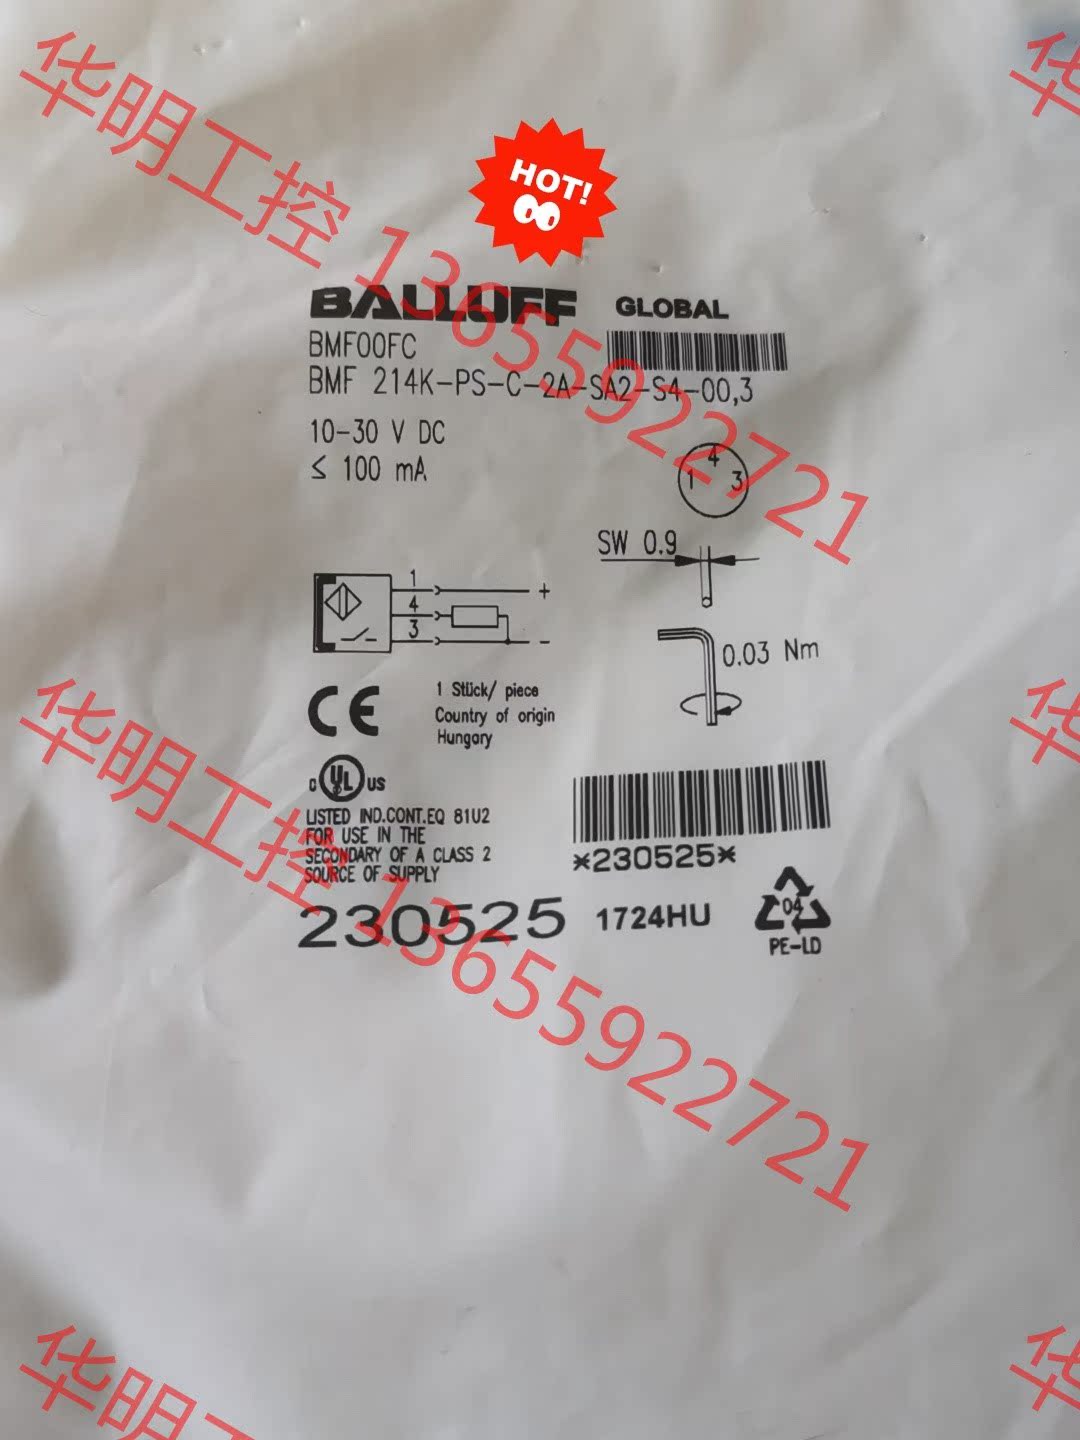 华明工控 13655922721
华
HOT!
BALLUFF GLOBAL
BMF00FC
BMF 214K-PS-C-2A-SA2-S4-00,3
10-30 V DC
≤ 100 mA
4
1 3
SW 0.9
1 +
4
3 -
0.03 Nm
CE
1 Stück/ piece
Country of origin
Hungary
c UL US
LISTED IND.CONT.EQ 81U2
FOR USE IN THE
SECONDARY OF A CLASS 2
SOURCE OF SUPPLY
*230525*
230525 1724HU
04
PE-LD
华明工控 13655922721
华
华明工
华